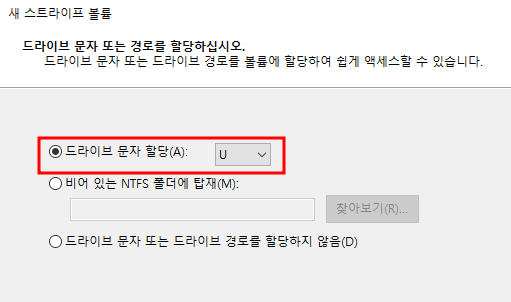 새 스트라이프 볼륨
드라이브 문자 또는 경로를 할당하십시오.
드라이브 문자 또는 드라이브 경로를 볼륨에 할당하여 쉽게 액세스할 수 있습니다.
드라이브 문자 할당(A): U
비어 있는 NTFS 폴더에 탑재(M):
찾아보기(R)...
드라이브 문자 또는 드라이브 경로를 할당하지 않음(D)